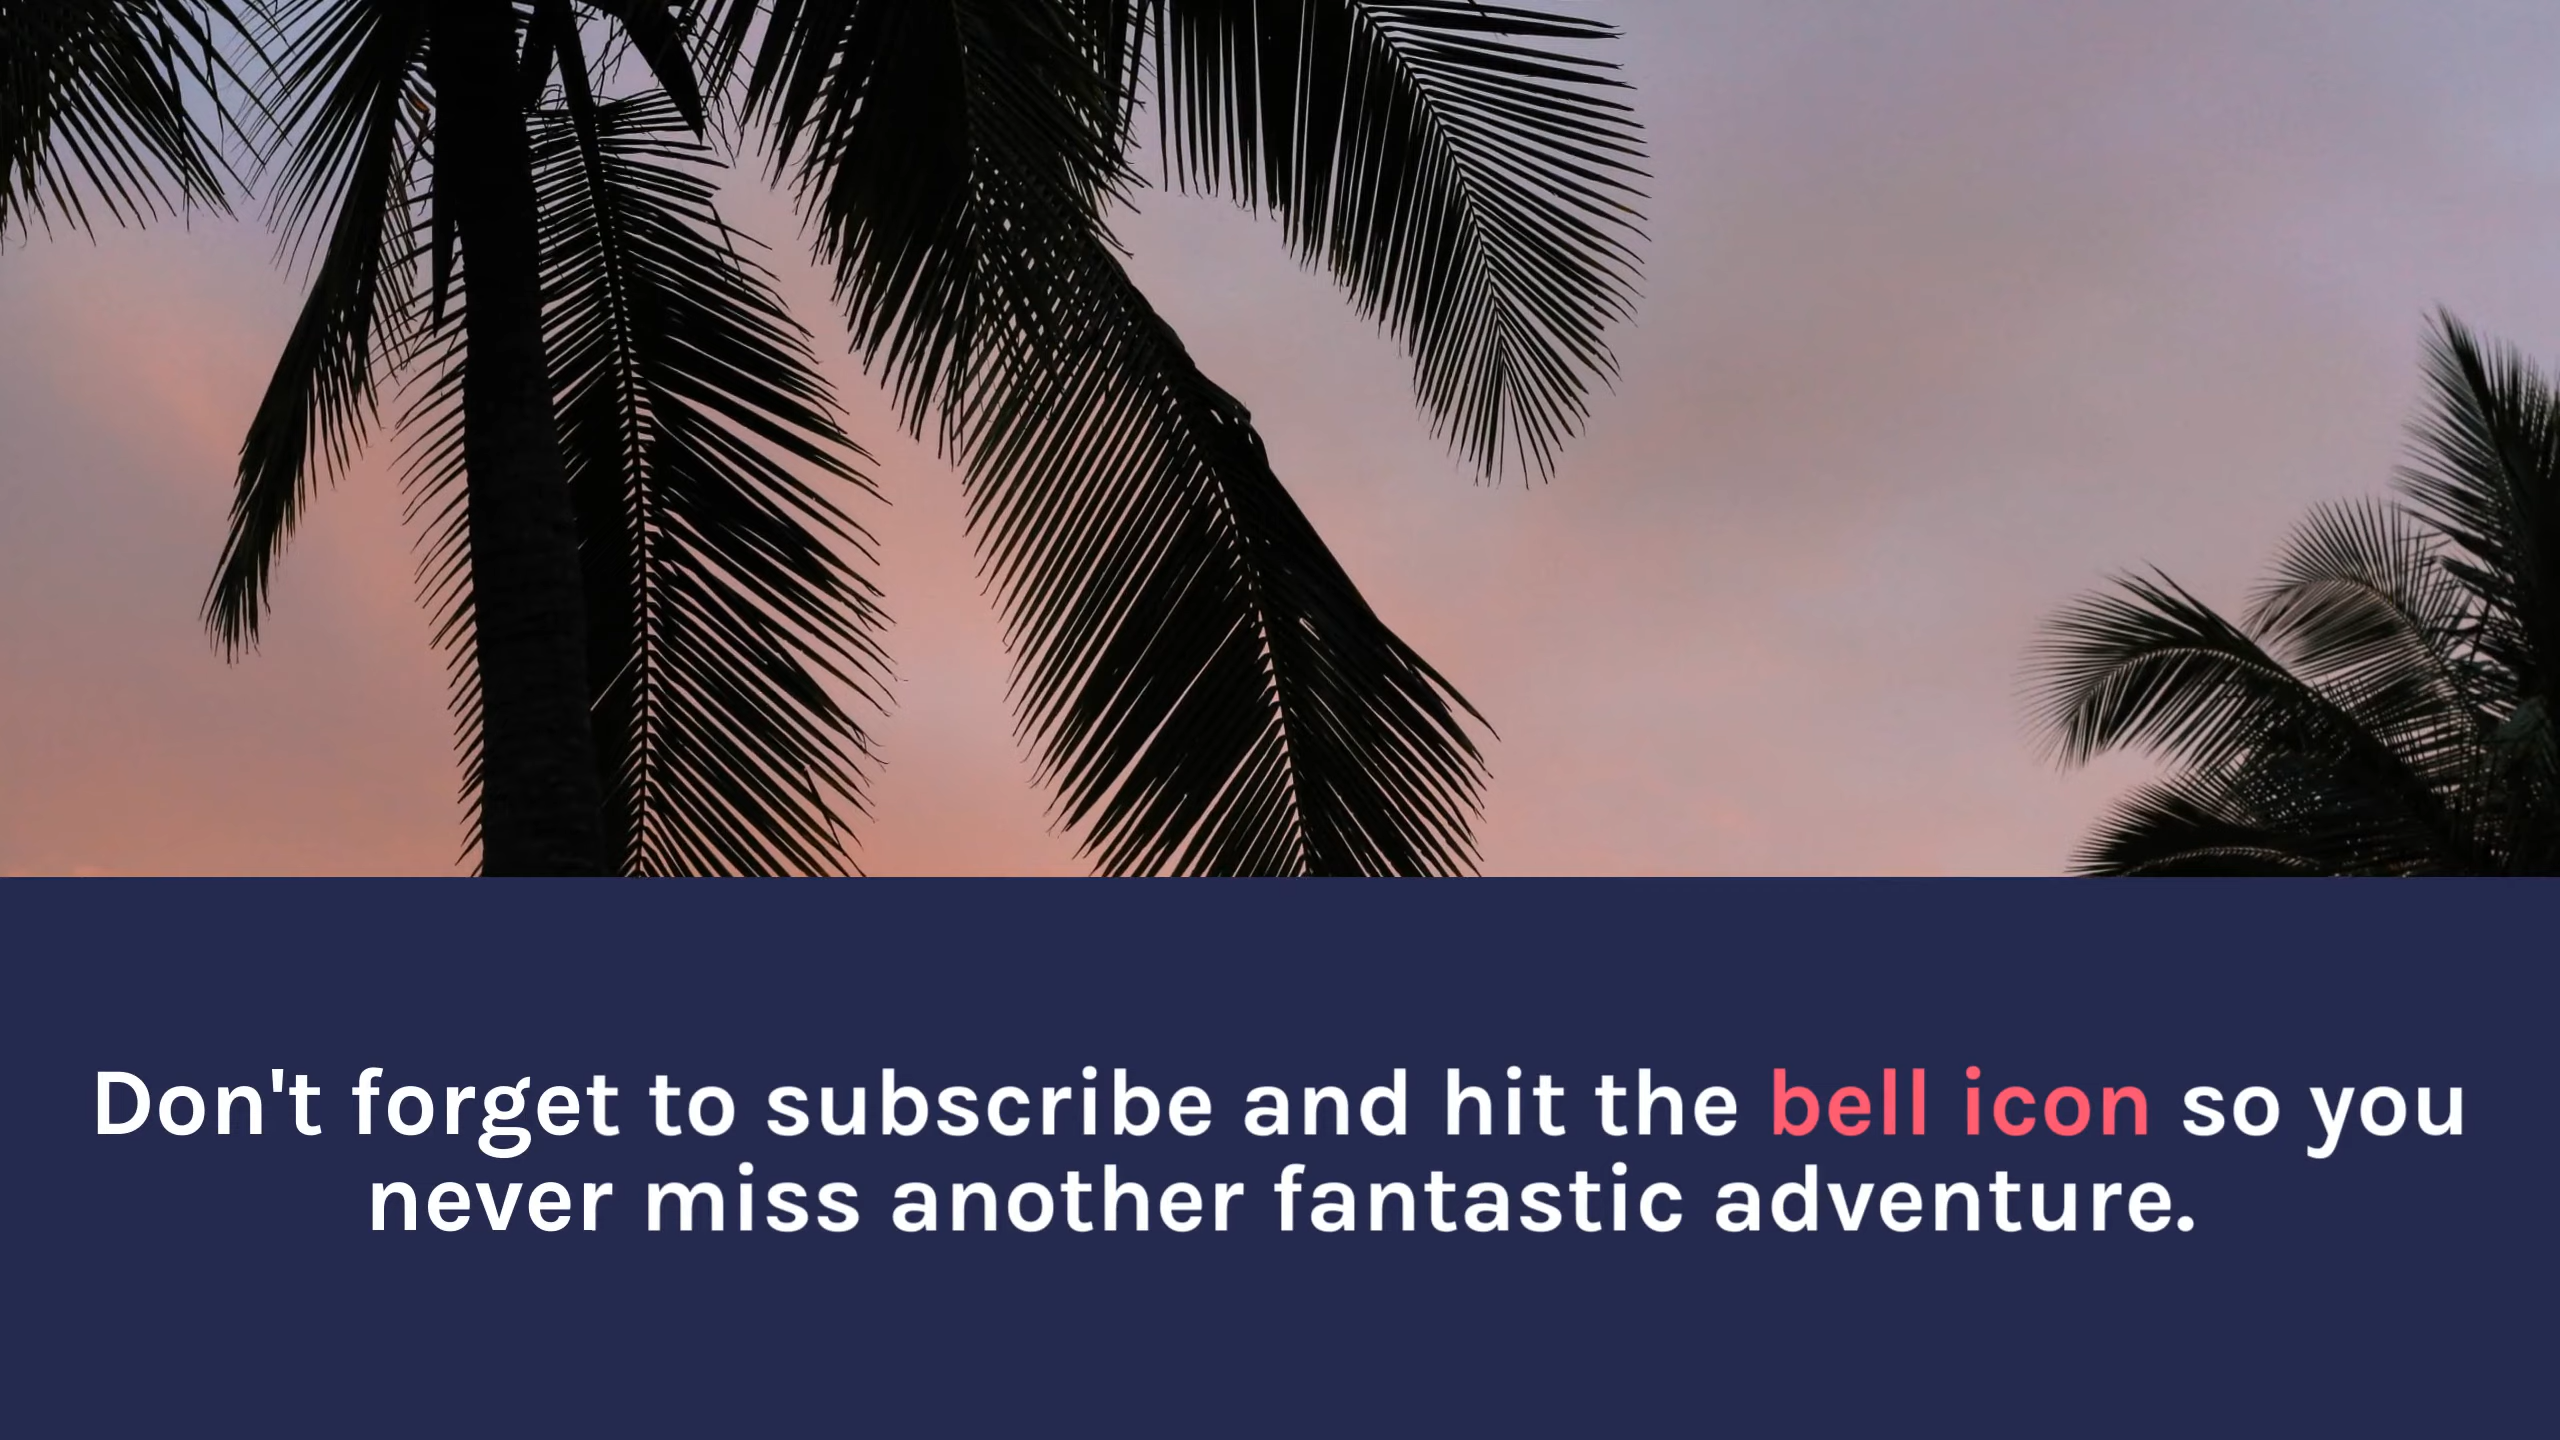 Don't forget to subscribe and hit the bell icon so you
never miss another fantastic adventure.